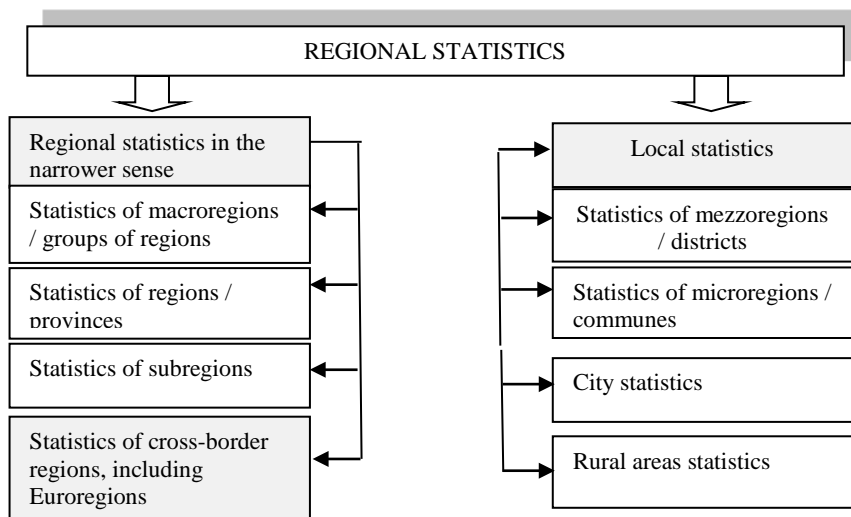 REGIONAL STATISTICS
Regional statistics in the
narrower sense
Statistics of macroregions
/ groups of regions
Statistics of regions /
provinces
Statistics of subregions
Statistics of cross-border
regions, including
Euroregions
Local statistics
Statistics of mezzoregions
/ districts
Statistics of microregions /
communes
City statistics
Rural areas statistics